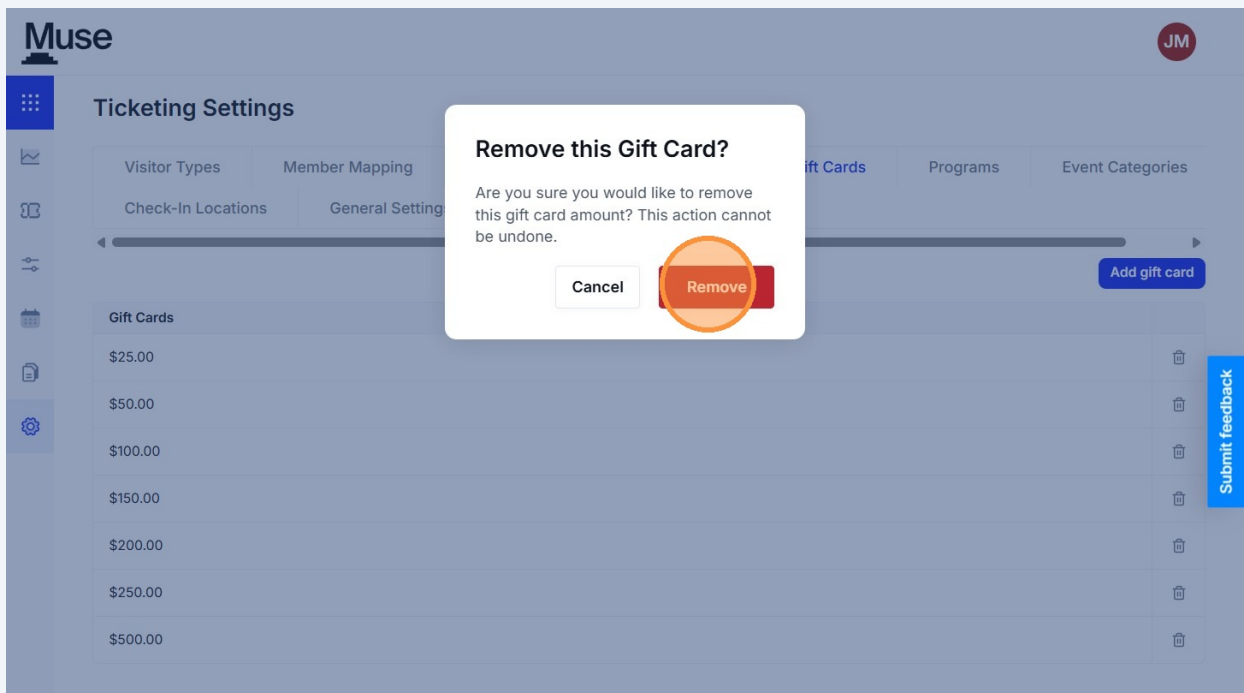 Muse
JM
Ticketing Settings
Remove this Gift Card?
Visitor Types
Member Mapping
ift Cards
Programs
Event Categories
Are you sure you would like to remove
this gift card amount? This action cannot
be undone.
Check-In Locations
General Setting
Cancel
Remove
Add gift card
Gift Cards
$25.00
$50.00
$100.00
$150.00
$200.00
$250.00
$500.00
Submit feedback